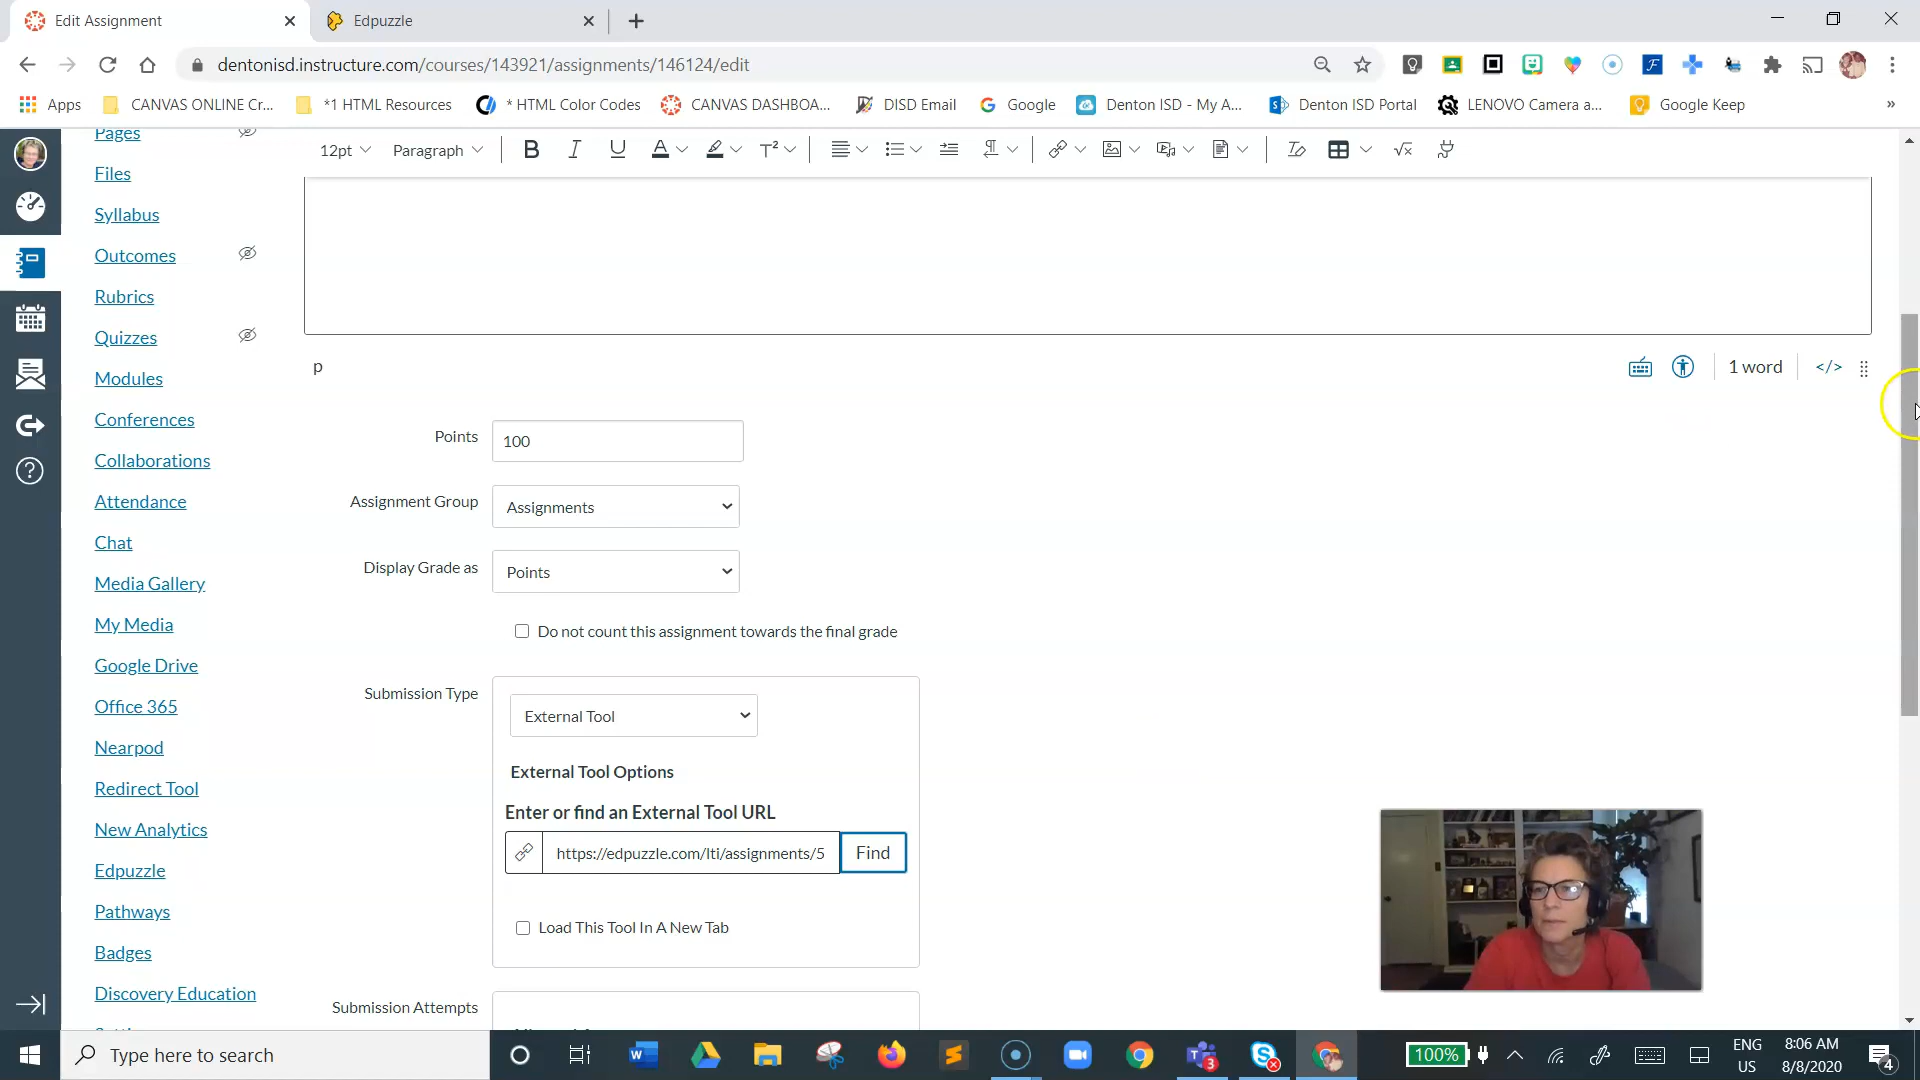 Edit Assignment
Edpuzzle
dentonisd.instructure.com/courses/143921/assignments/146124/edit
Apps
CANVAS ONLINE Cr...
*1 HTML Resources
* HTML Color Codes
CANVAS DASHBOA...
DISD Email
Google
Denton ISD - My A...
Denton ISD Portal
LENOVO Camera a...
Google Keep
»
12pt
Paragraph
Pages
Files
Syllabus
Outcomes
Rubrics
Quizzes
Modules
Conferences
Collaborations
Attendance
Chat
Media Gallery
My Media
Google Drive
Office 365
Nearpod
Redirect Tool
New Analytics
Edpuzzle
Pathways
Badges
Discovery Education
p
1 word
</>
Points
100
Assignment Group
Assignments
Display Grade as
Points
Do not count this assignment towards the final grade
Submission Type
External Tool
External Tool Options
Enter or find an External Tool URL
https://edpuzzle.com/lti/assignments/5
Find
Load This Tool In A New Tab
Submission Attempts
Type here to search
3
100%
ENG
US
8:06 AM
8/8/2020
4